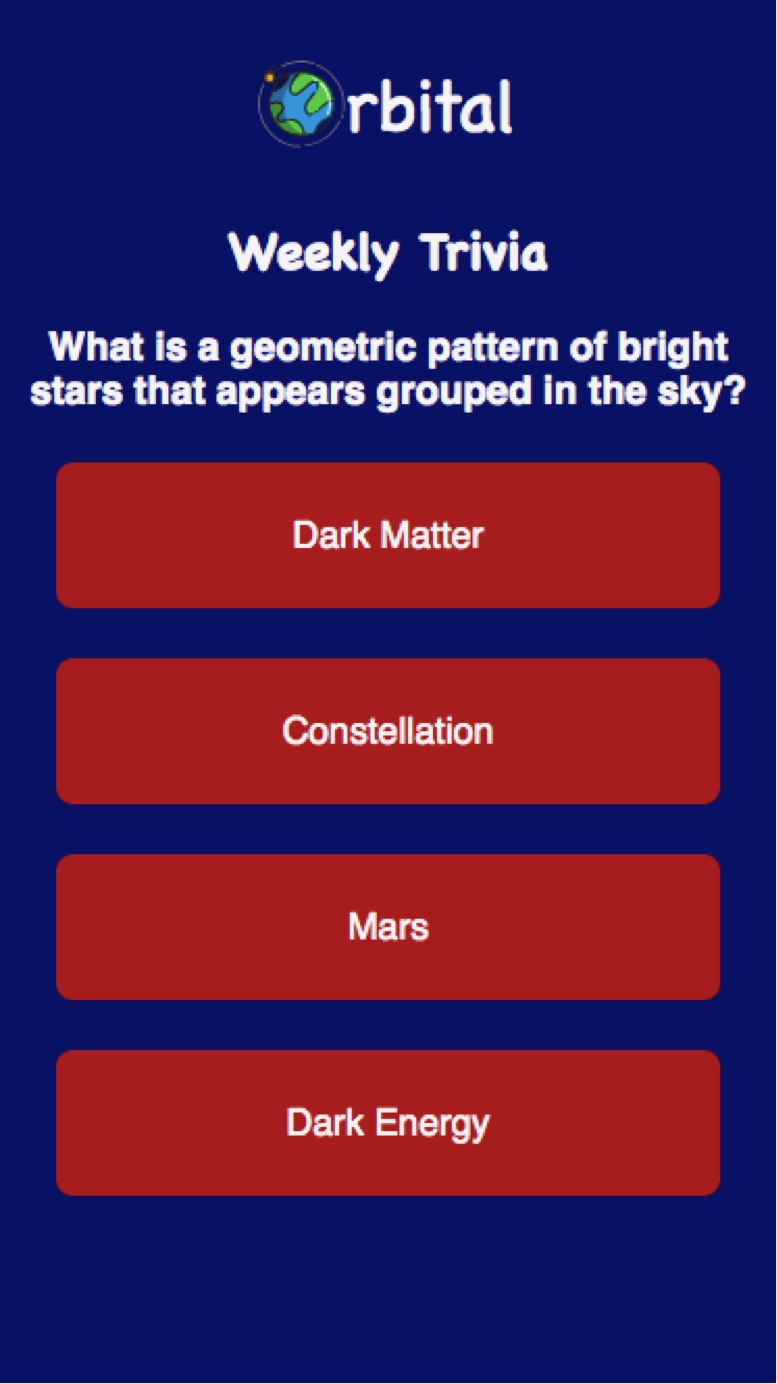 Orbital
Weekly Trivia
What is a geometric pattern of bright
stars that appears grouped in the sky?
Dark Matter
Constellation
Mars
Dark Energy